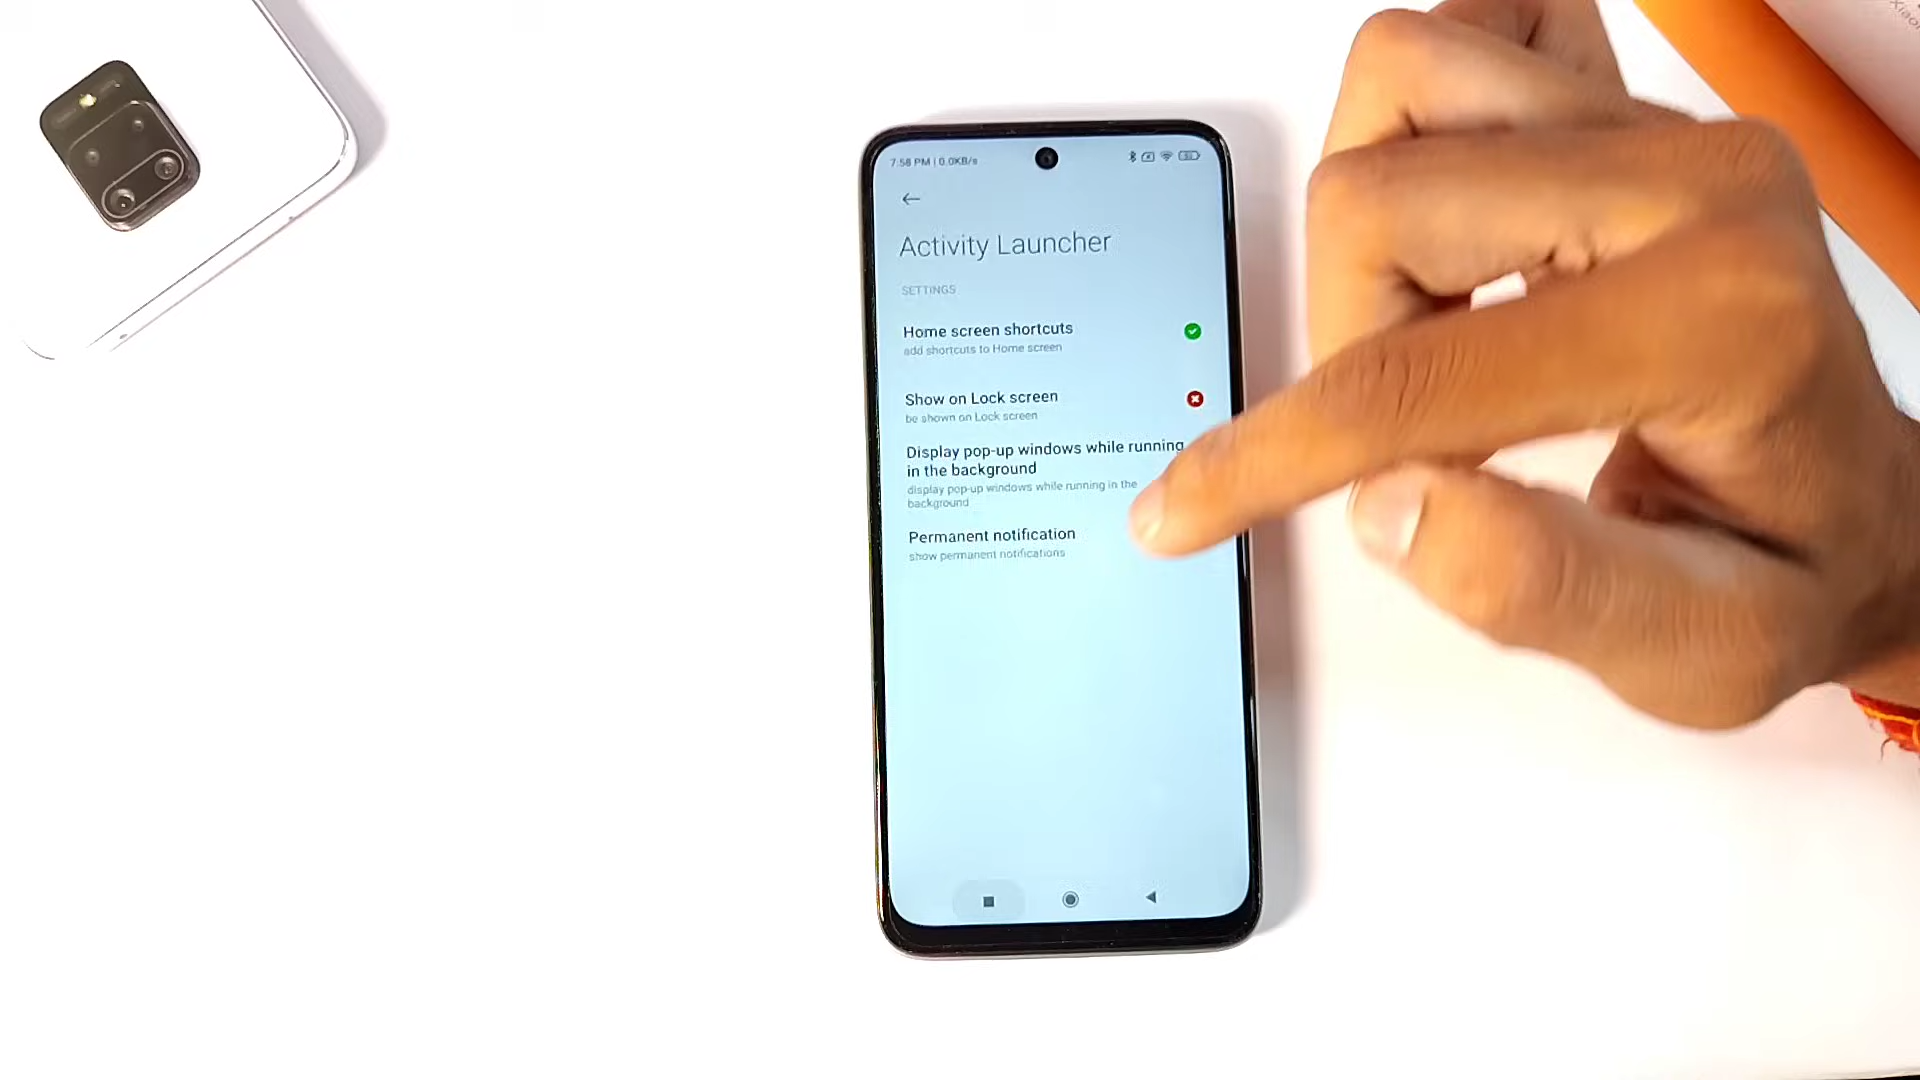 7:58 PM | 0.0KB/s
Activity Launcher
SETTINGS
Home screen shortcuts
add shortcuts to Home screen
Show on Lock screen
be shown on Lock screen
Display pop-up windows while running
in the background
display pop-up windows while running in the
background
Permanent notification
show permanent notifications